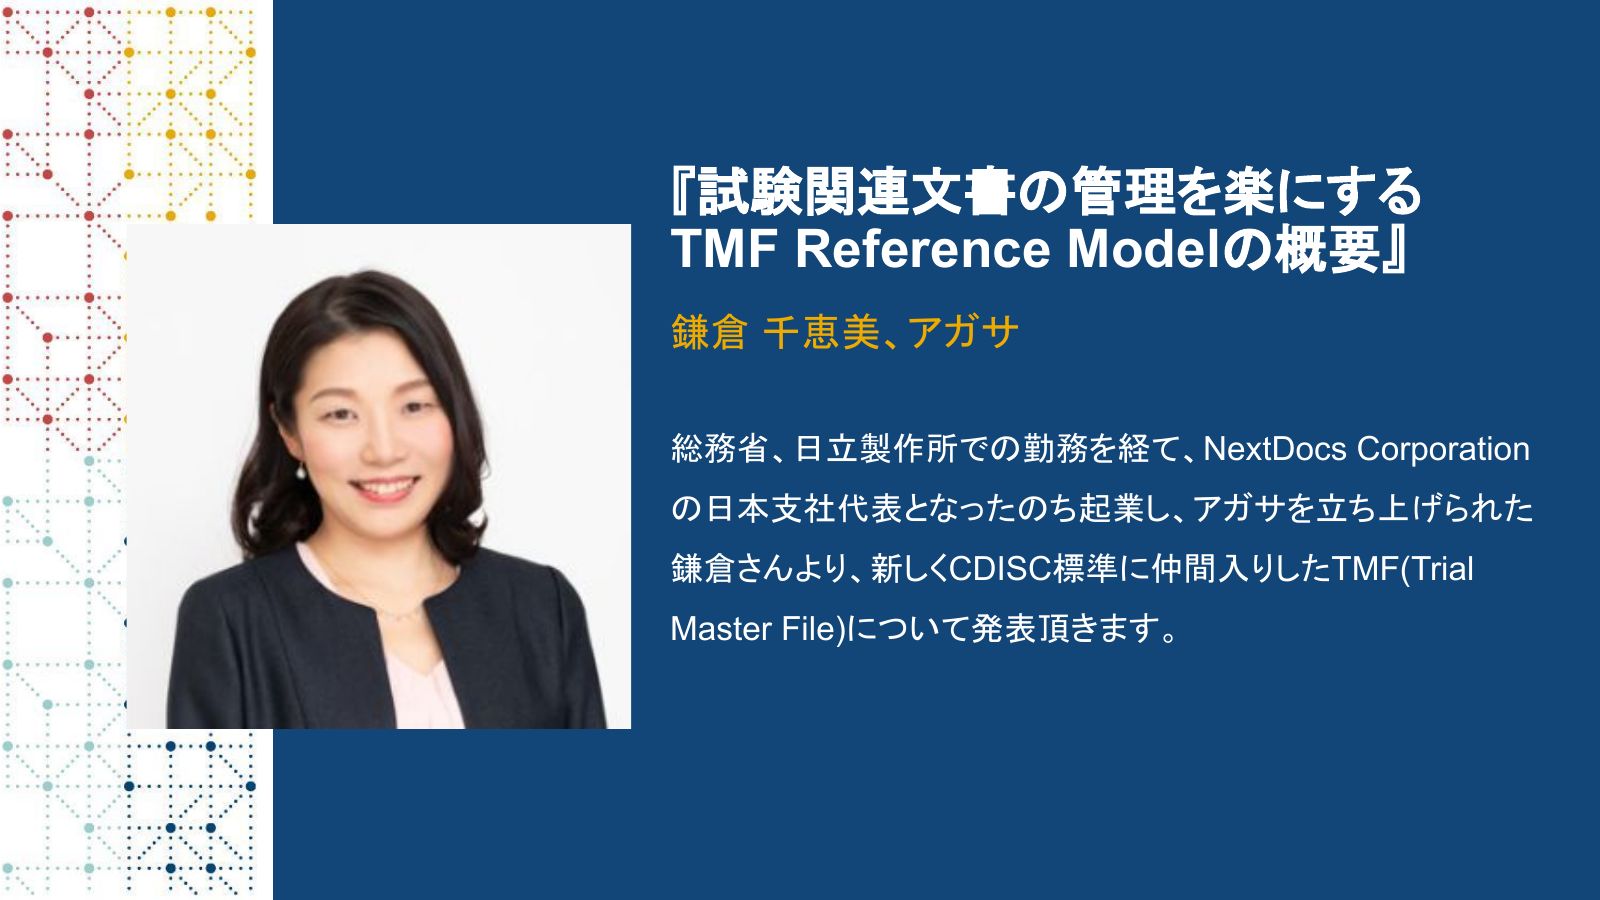 『試験関連文書の管理を楽にする
TMF Reference Modelの概要』
鎌倉 千恵美、アガサ
総務省、日立製作所での勤務を経て、NextDocs Corporation
の日本支社代表となったのち起業し、アガサを立ち上げられた
鎌倉さんより、新しくCDISC標準に仲間入りしたTMF(Trial
Master File)について発表頂きます。